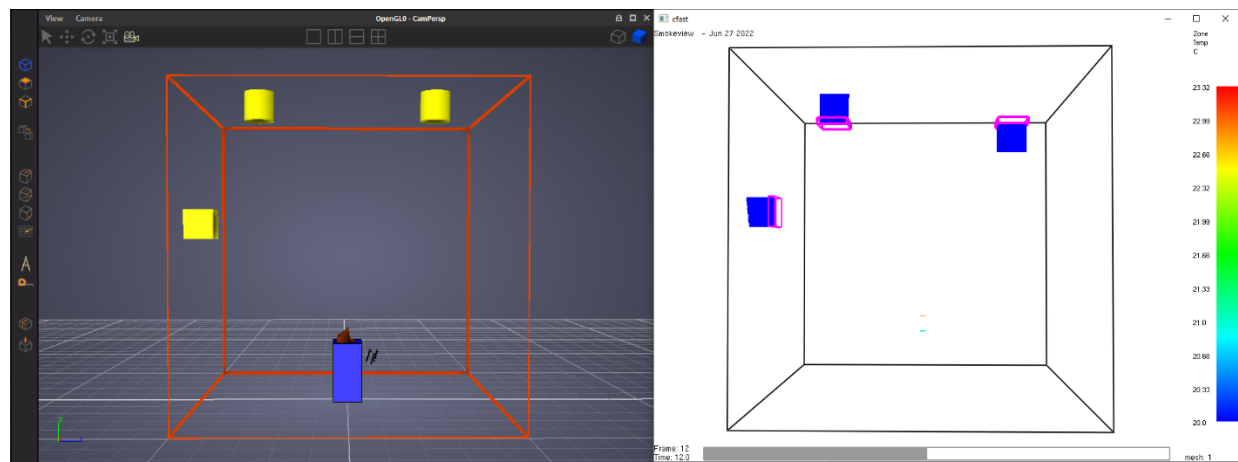 View Camera
OpenGL0 - CamPersp
y
cfast
Smokeview - Jun 27 2022
Zone
Temp
C
23.32
22.99
22.66
22.32
21.99
21.66
21.33
21.0
20.66
20.33
20.0
Frame: 12
Time: 12.0
mesh: 1